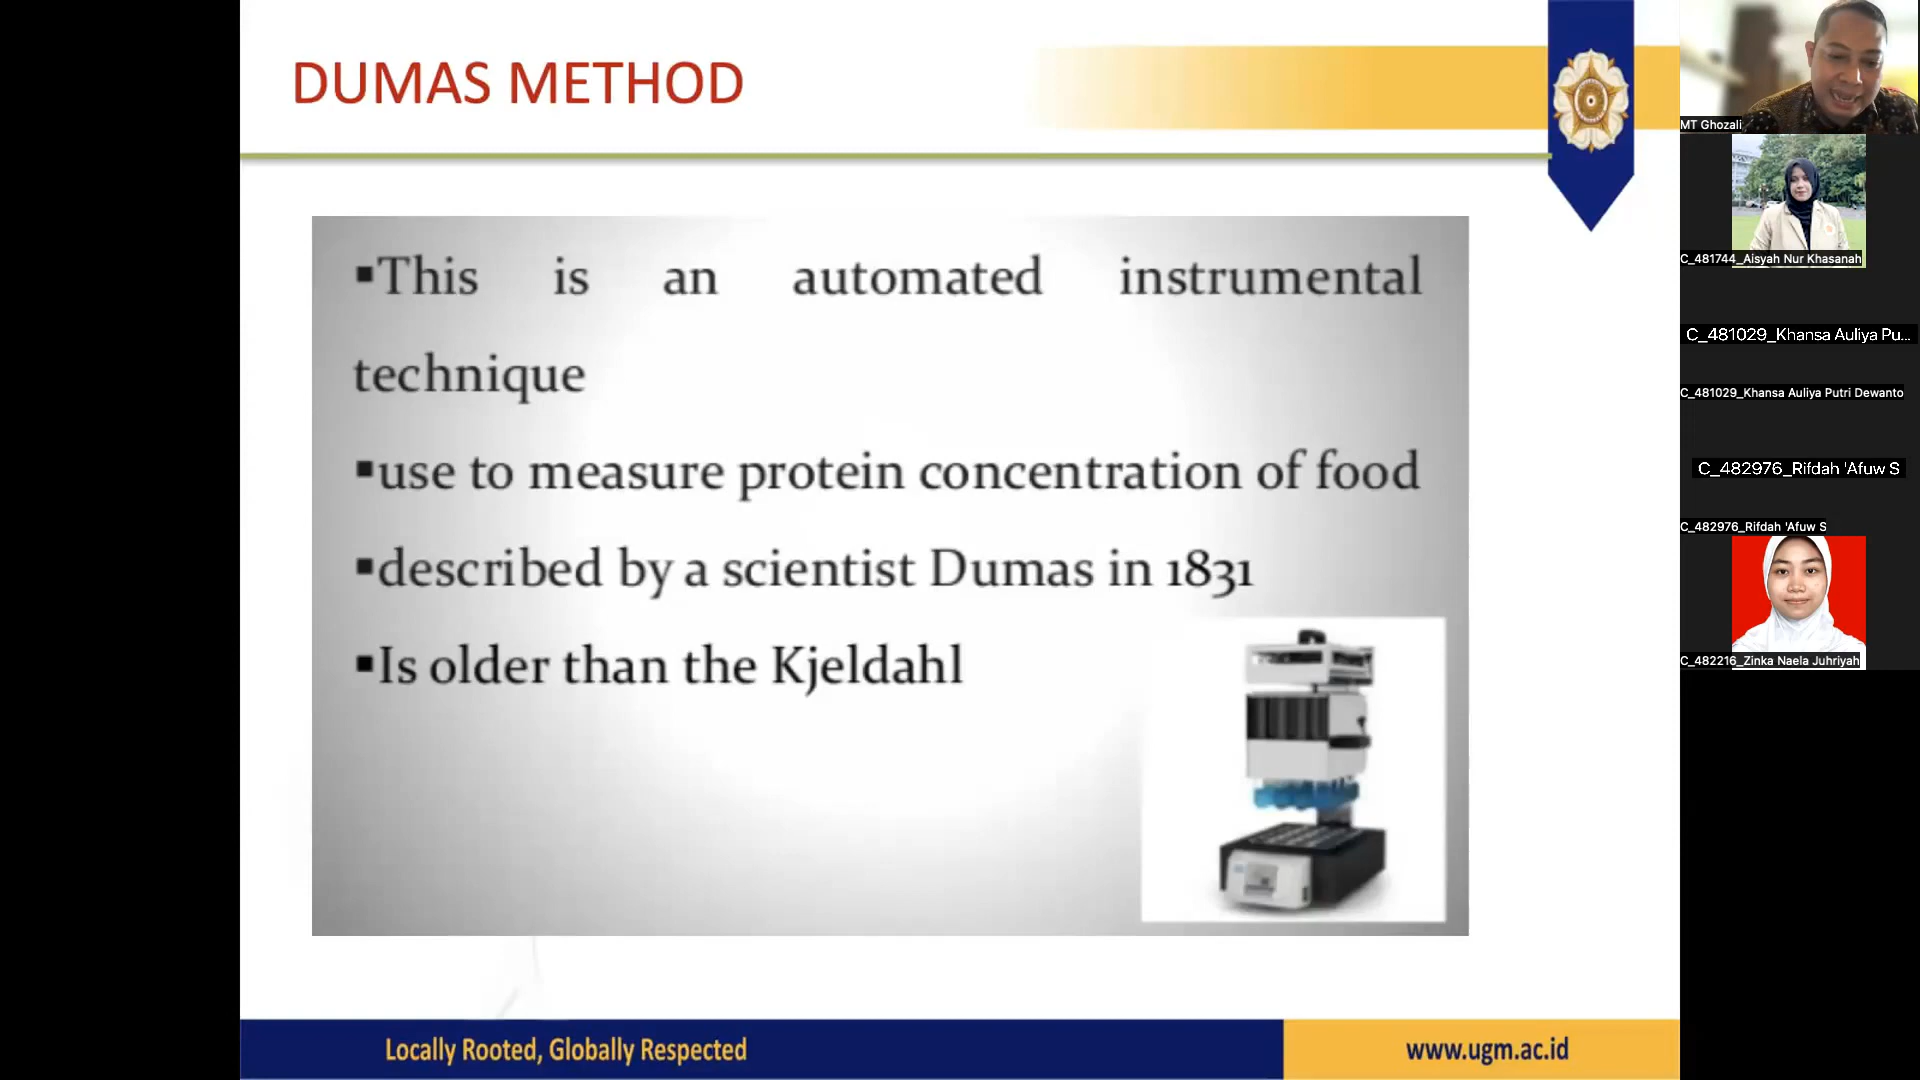 DUMAS METHOD
▪This is an automated instrumental
technique
▪use to measure protein concentration of food
▪described by a scientist Dumas in 1831
▪Is older than the Kjeldahl
Locally Rooted, Globally Respected
www.ugm.ac.id
MT Ghozali
C_481744_Aisyah Nur Khasanah
C_481029_Khansa Auliya Pu...
C_481029_Khansa Auliya Putri Dewanto
C_482976_Rifdah 'Afuw S
C_482976_Rifdah 'Afuw S
C_482216_Zinka Naela Juhriyah